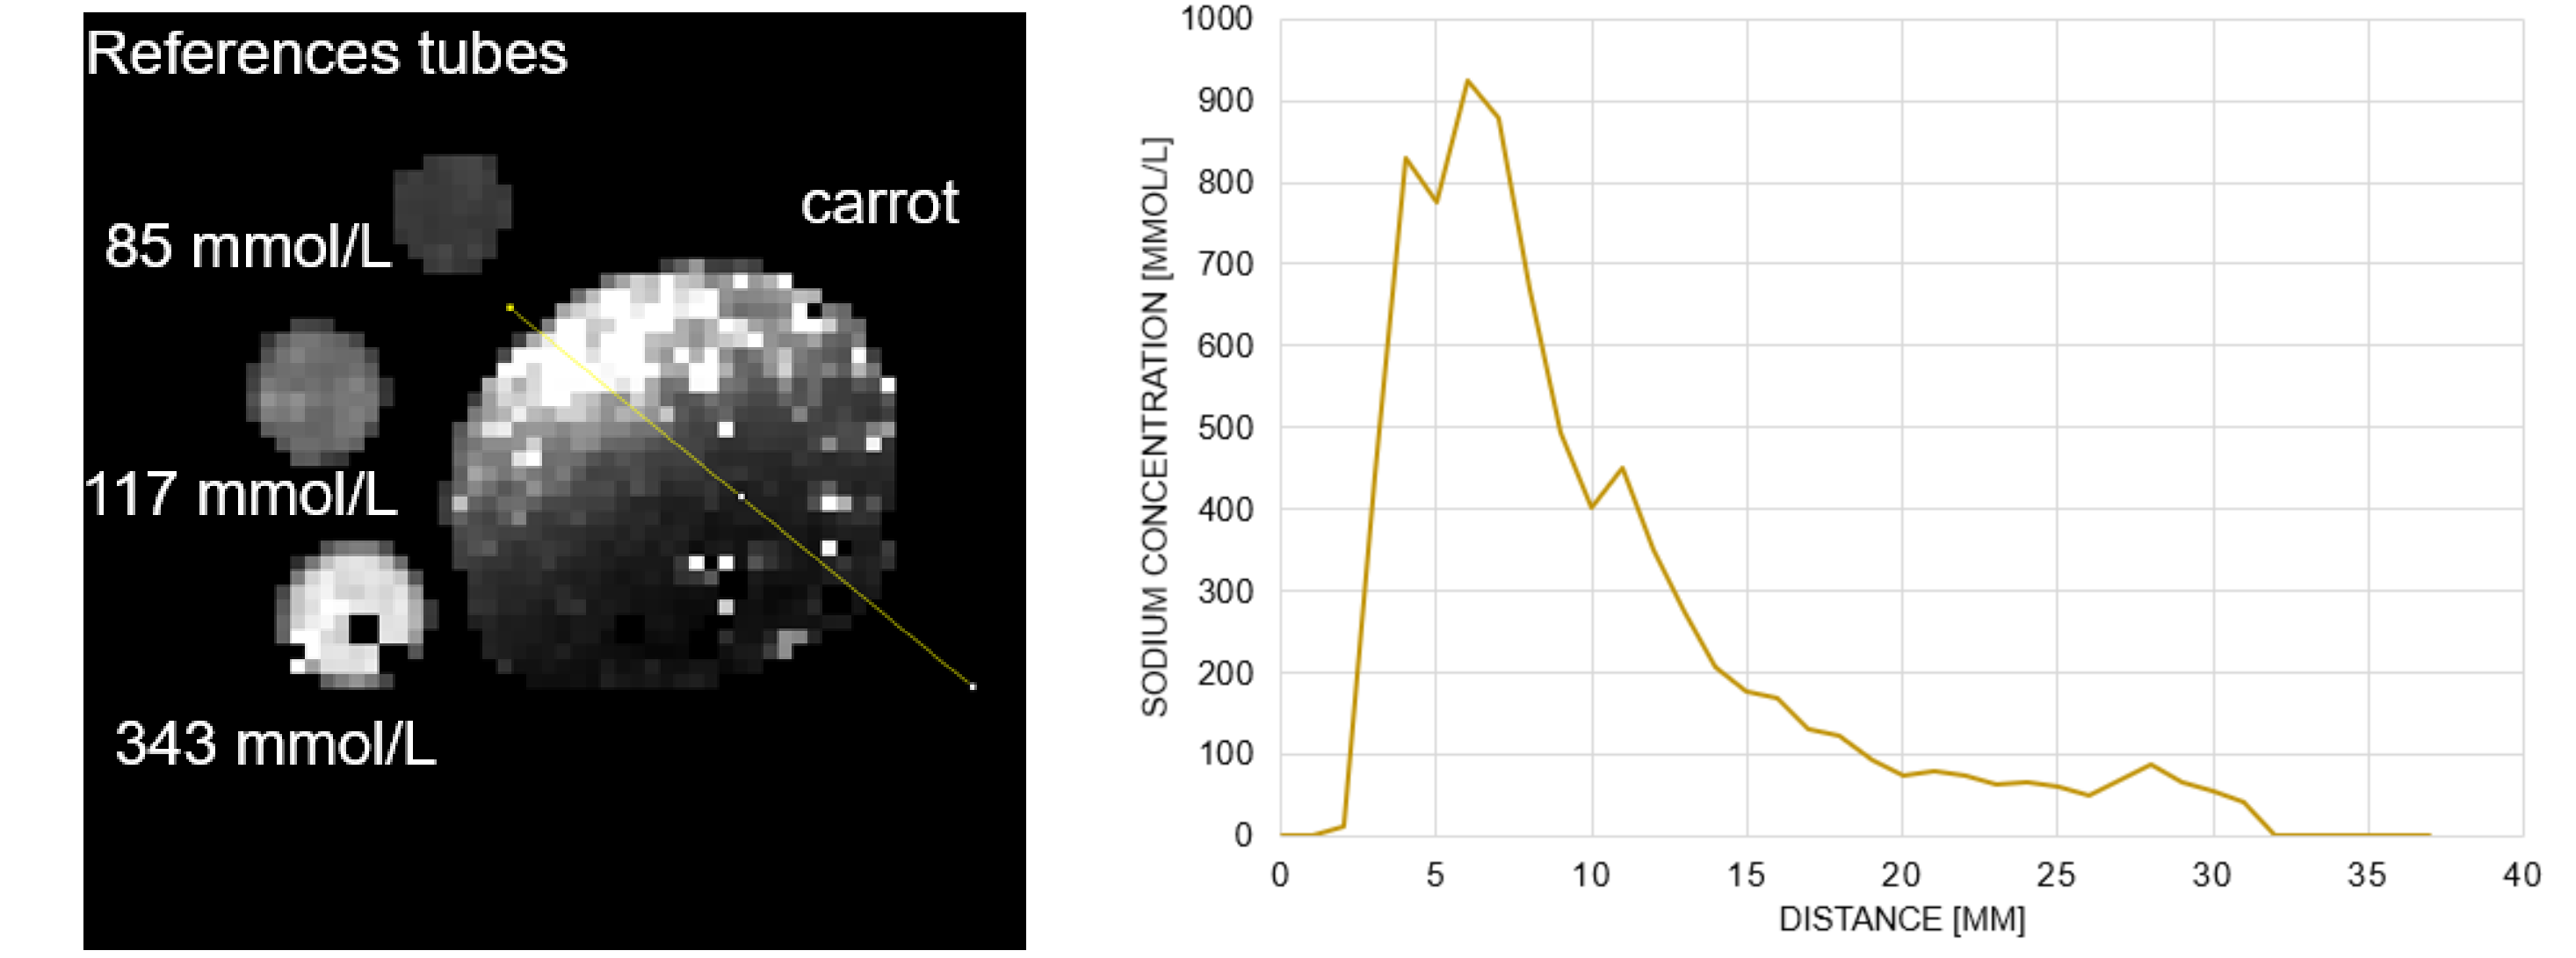 References tubes
carrot
85 mmol/L
117 mmol/L
343 mmol/L
SODIUM CONCENTRATION [MMOL/L]
1000
900
800
700
600
500
400
300
200
100
0
0 5 10 15 20 25 30 35 40
DISTANCE [MM]